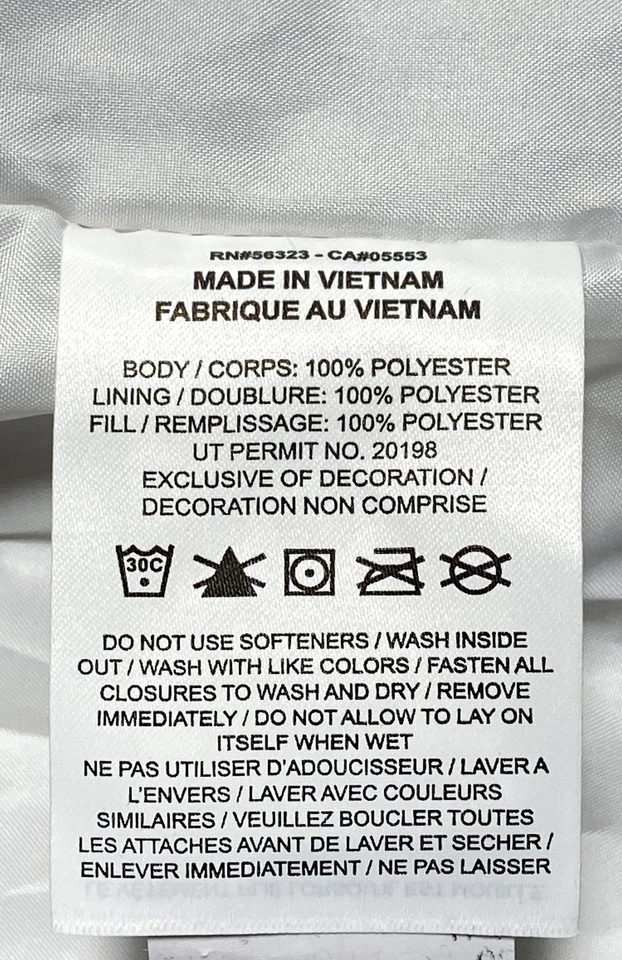 RN#56323 - CA#05553
MADE IN VIETNAM
FABRIQUE AU VIETNAM
BODY / CORPS: 100% POLYESTER
LINING / DOUBLURE: 100% POLYESTER
FILL / REMPLISSAGE: 100% POLYESTER
UT PERMIT NO. 20198
EXCLUSIVE OF DECORATION /
DECORATION NON COMPRISE
30C
DO NOT USE SOFTENERS / WASH INSIDE
OUT / WASH WITH LIKE COLORS / FASTEN ALL
CLOSURES TO WASH AND DRY / REMOVE
IMMEDIATELY / DO NOT ALLOW TO LAY ON
ITSELF WHEN WET
NE PAS UTILISER D'ADOUCISSEUR / LAVER A
L'ENVERS / LAVER AVEC COULEURS
SIMILAIRES / VEUILLEZ BOUCLER TOUTES
LES ATTACHES AVANT DE LAVER ET SECHER /
ENLEVER IMMEDIATEMENT / NE PAS LAISSER